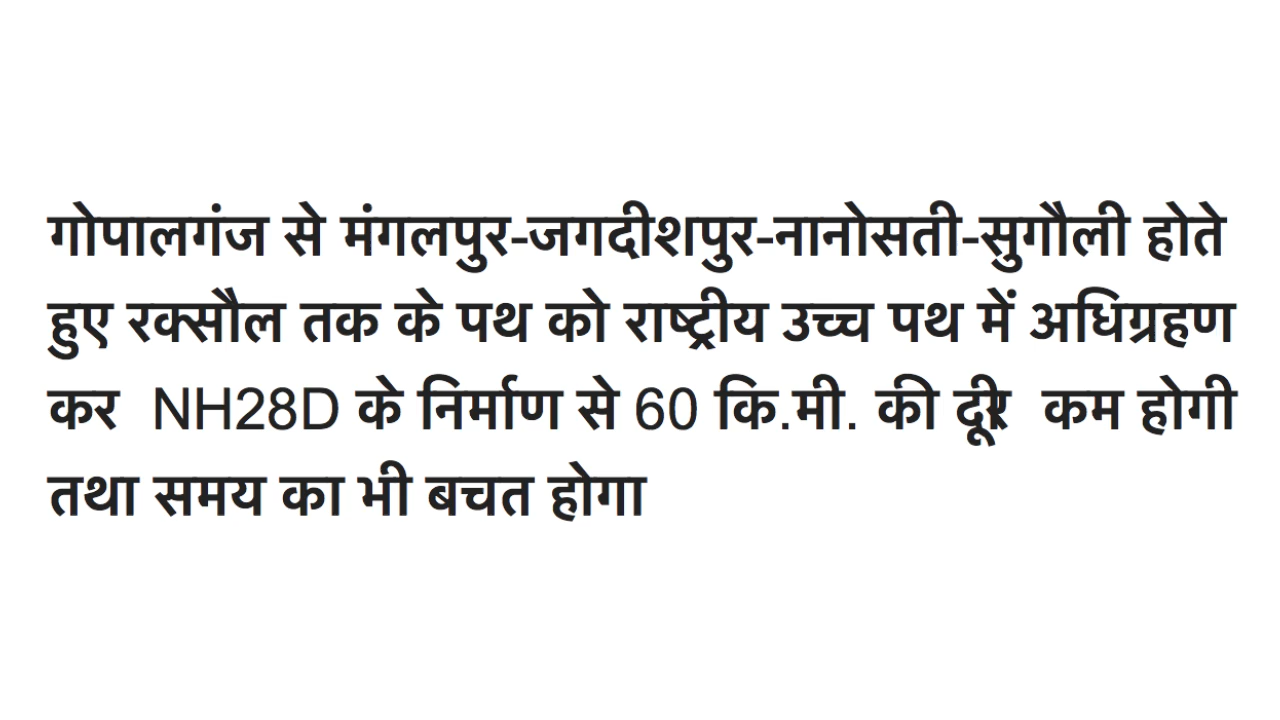 गोपालगंज से मंगलपुर-जगदीशपुर-नानोसती-सुगौली होते
हुए रक्सौल तक के पथ को राष्ट्रीय उच्च पथ में अधिग्रहण
कर NH28D के निर्माण से 60 कि.मी. की दूरी कम होगी
तथा समय का भी बचत होगा